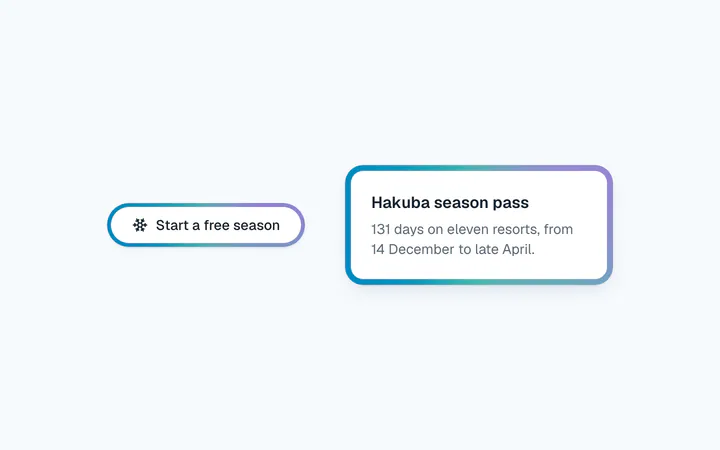 Start a free season
Hakuba season pass
131 days on eleven resorts, from
14 December to late April.